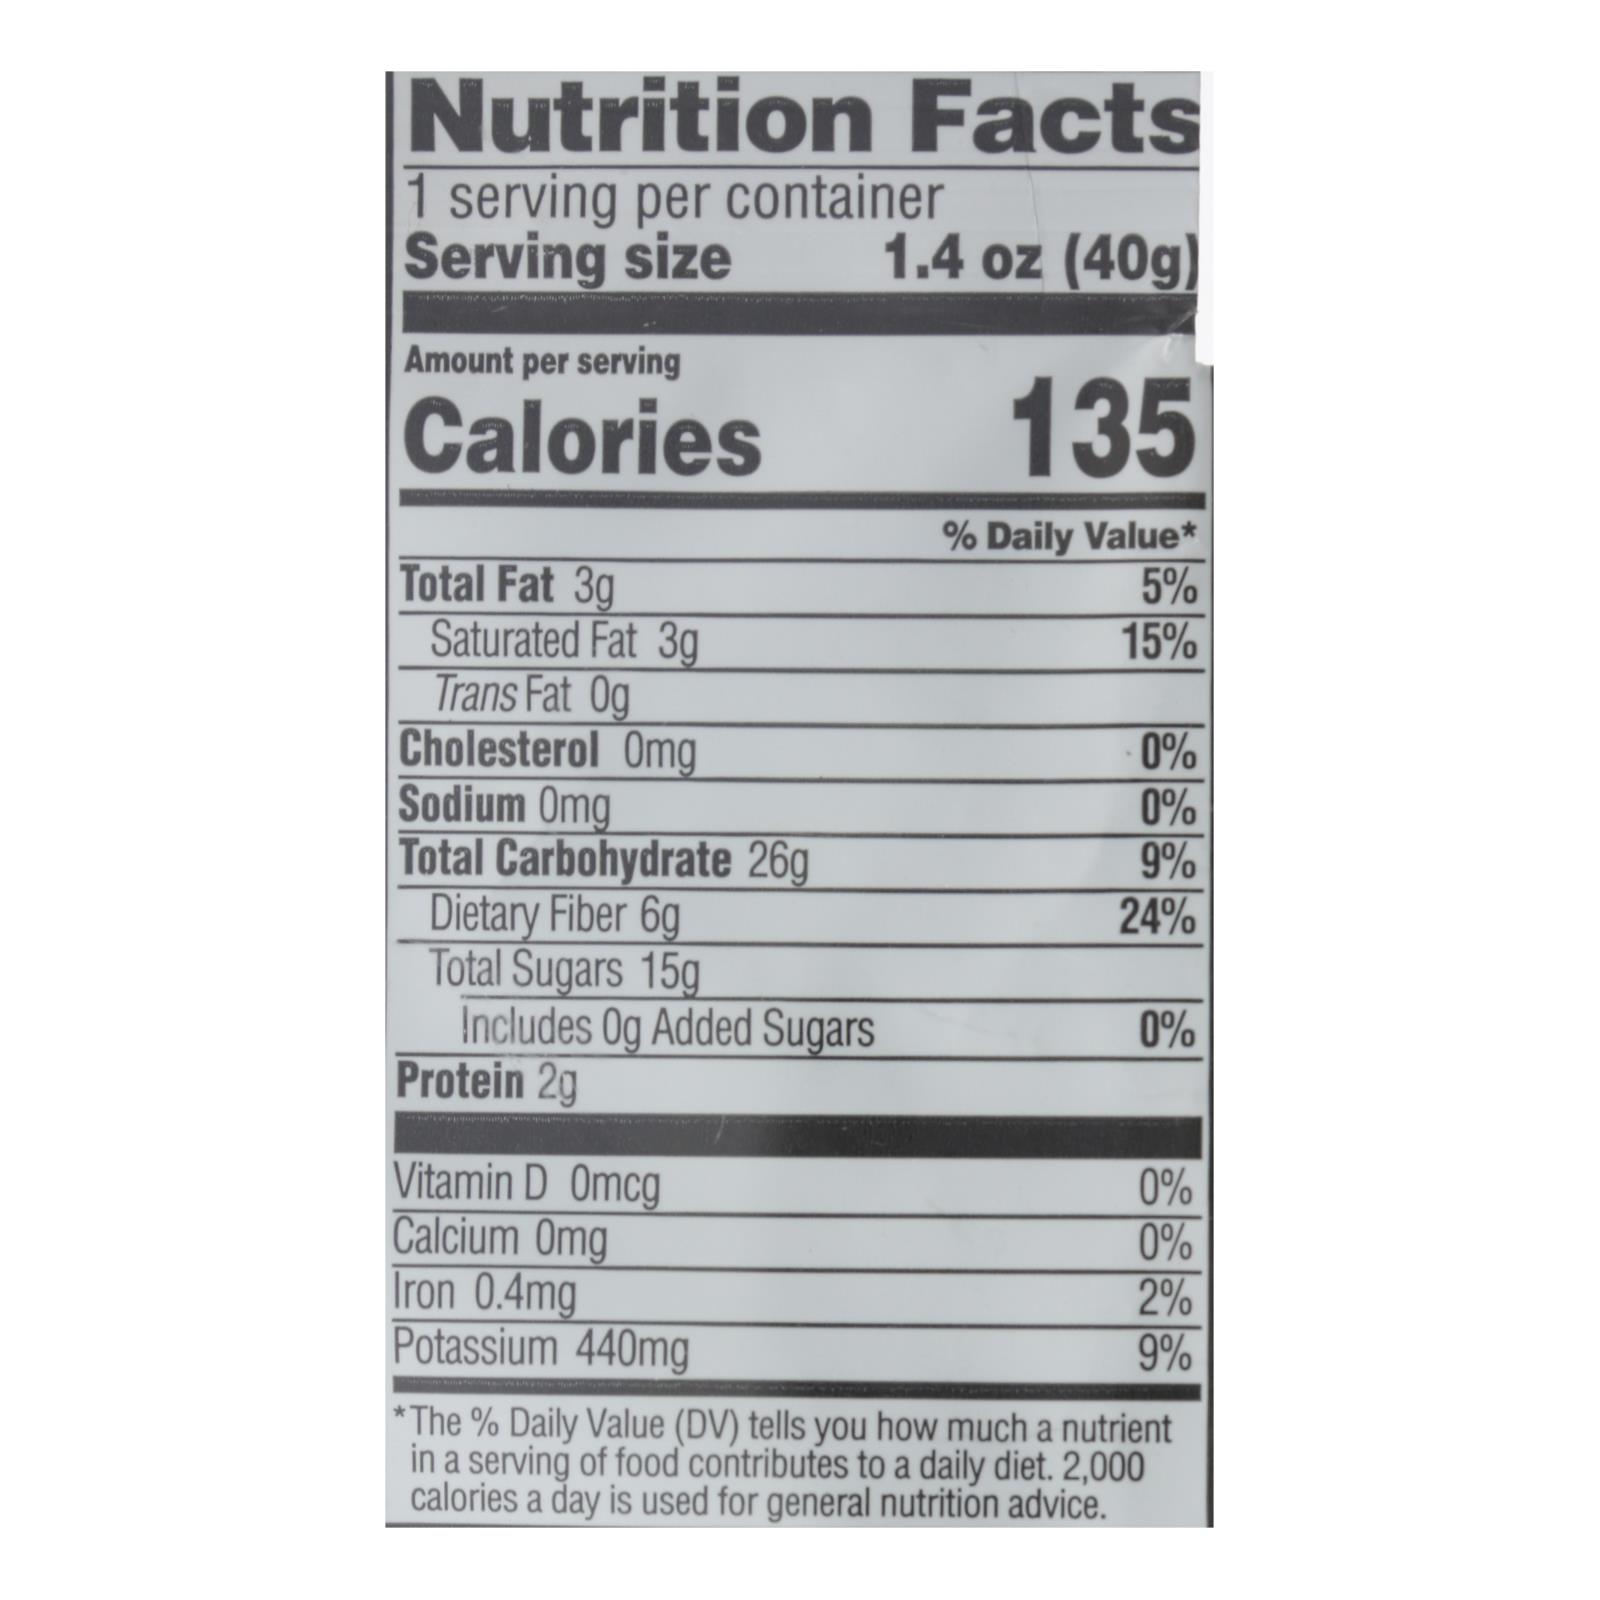 Nutrition Facts
1 serving per container
Serving size 1.4 oz (40g)
Amount per serving
Calories 135
% Daily Value*
Total Fat 3g 5%
Saturated Fat 3g 15%
Trans Fat 0g
Cholesterol 0mg 0%
Sodium 0mg 0%
Total Carbohydrate 26g 9%
Dietary Fiber 6g 24%
Total Sugars 15g
Includes 0g Added Sugars 0%
Protein 2g
Vitamin D 0mcg 0%
Calcium 0mg 0%
Iron 0.4mg 2%
Potassium 440mg 9%
*The % Daily Value (DV) tells you how much a nutrient
in a serving of food contributes to a daily diet. 2,000
calories a day is used for general nutrition advice.